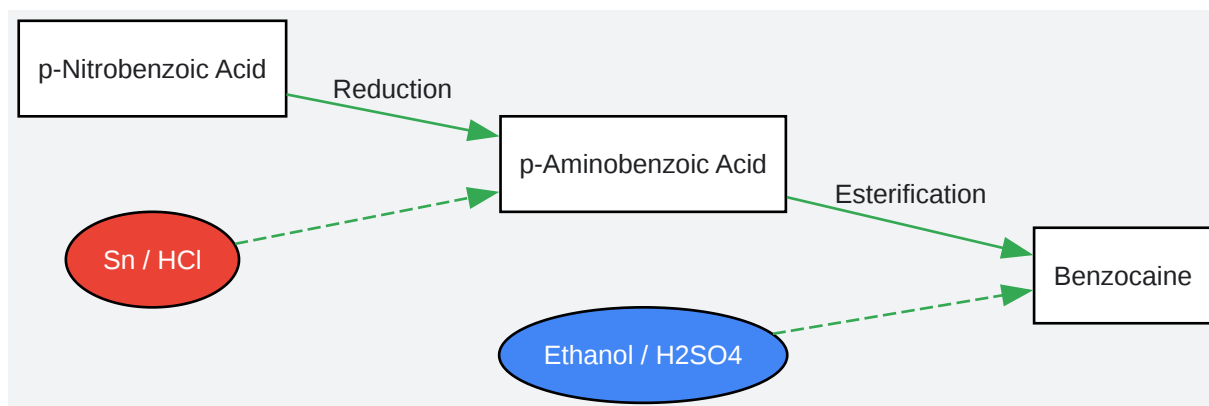 p-Nitrobenzoic Acid
Reduction
p-Aminobenzoic Acid
Esterification
Sn / HCl
Benzocaine
Ethanol / H2SO4